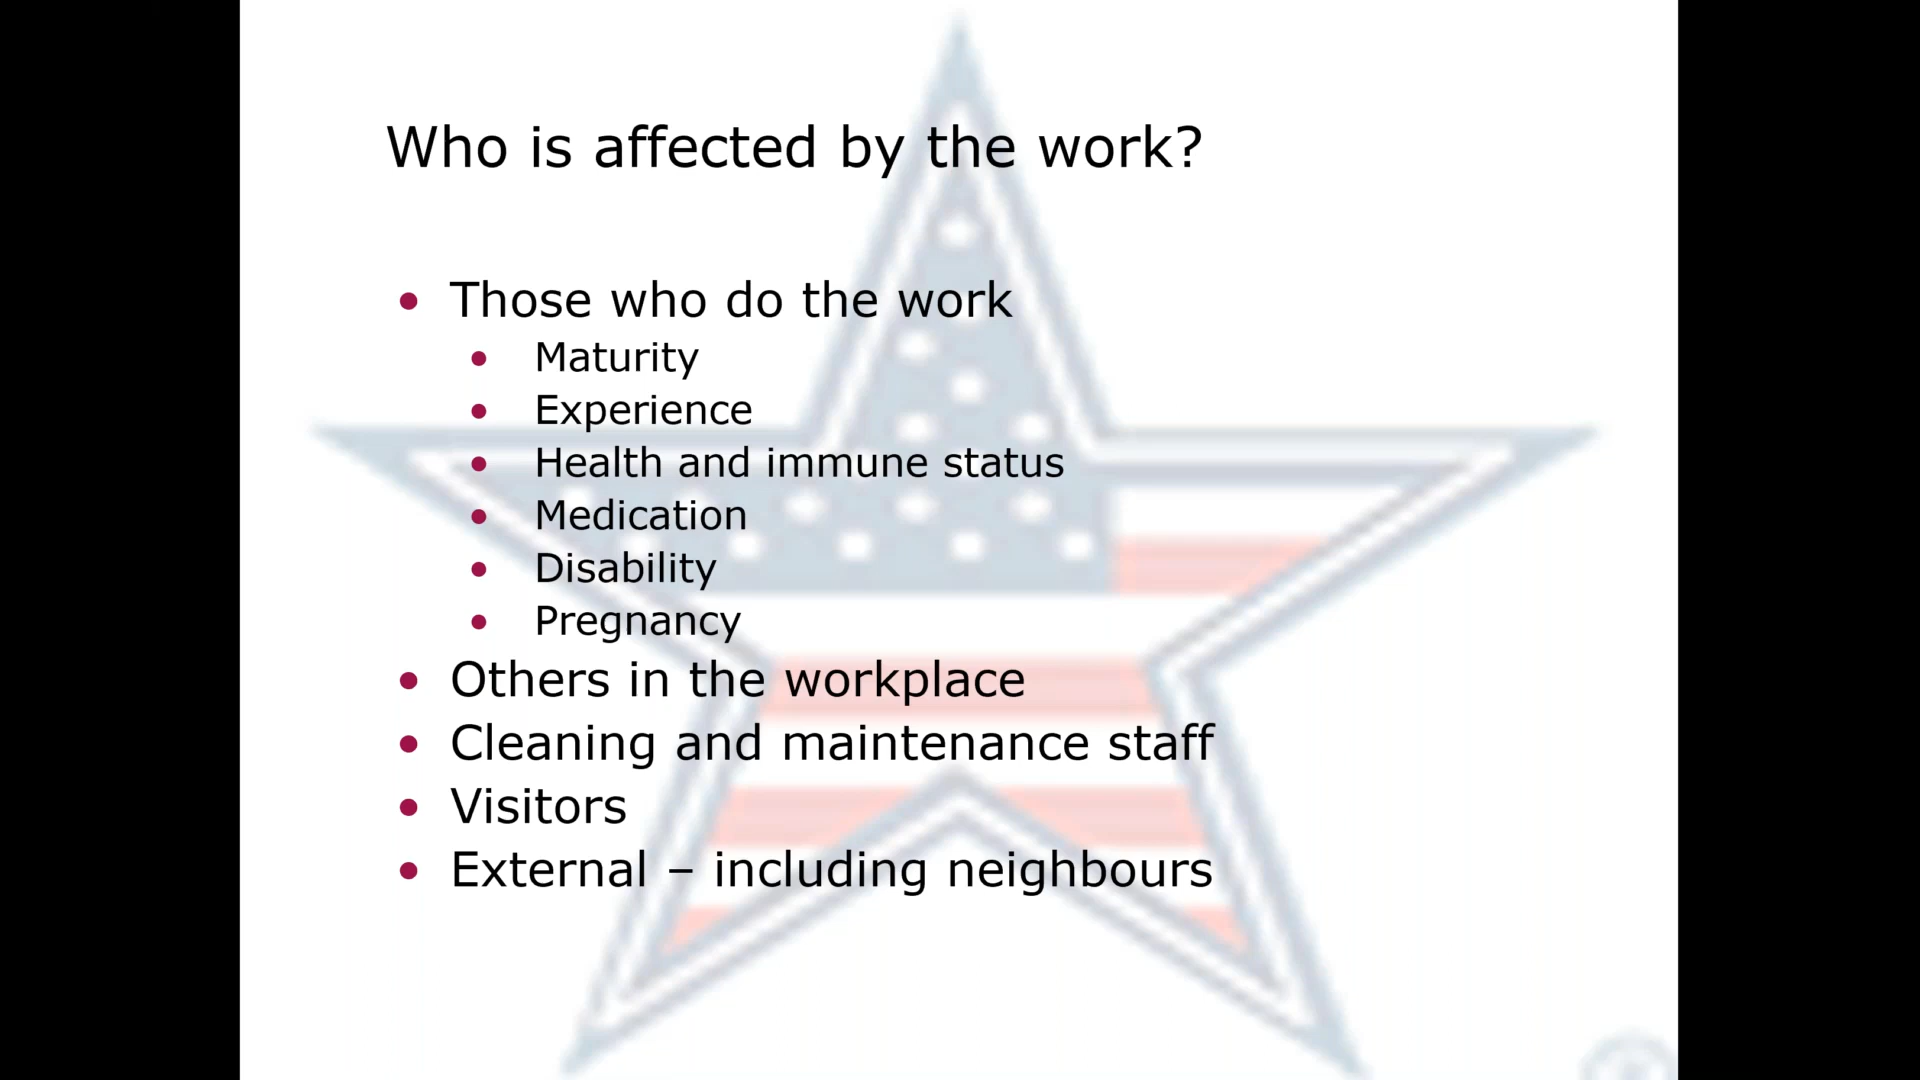 Who is affected by the work?
• Those who do the work
• Maturity
• Experience
• Health and immune status
• Medication
• Disability
• Pregnancy
• Others in the workplace
• Cleaning and maintenance staff
• Visitors
• External – including neighbours